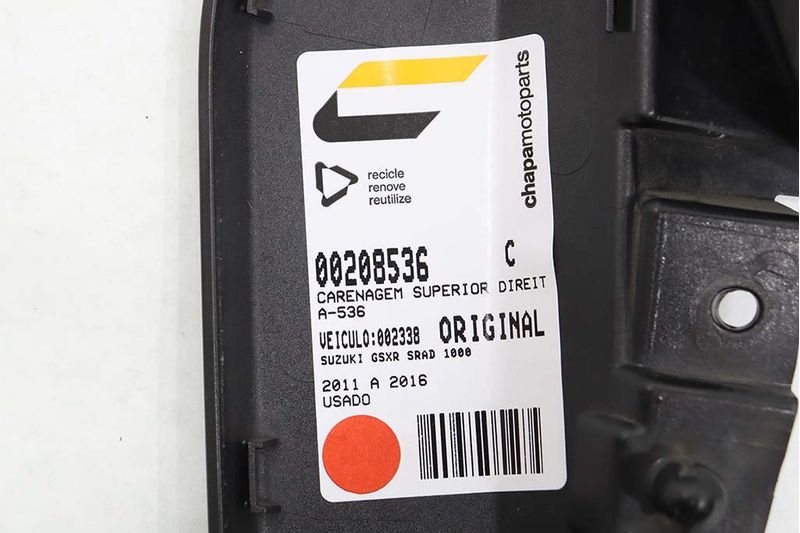 chapamotoparts
recicle
renove
reutilize
00208536 C
CARENAGEM SUPERIOR DIREIT
A-536
VEICULO:002338 ORIGINAL
SUZUKI GSXR SRAD 1000
2011 A 2016
USADO